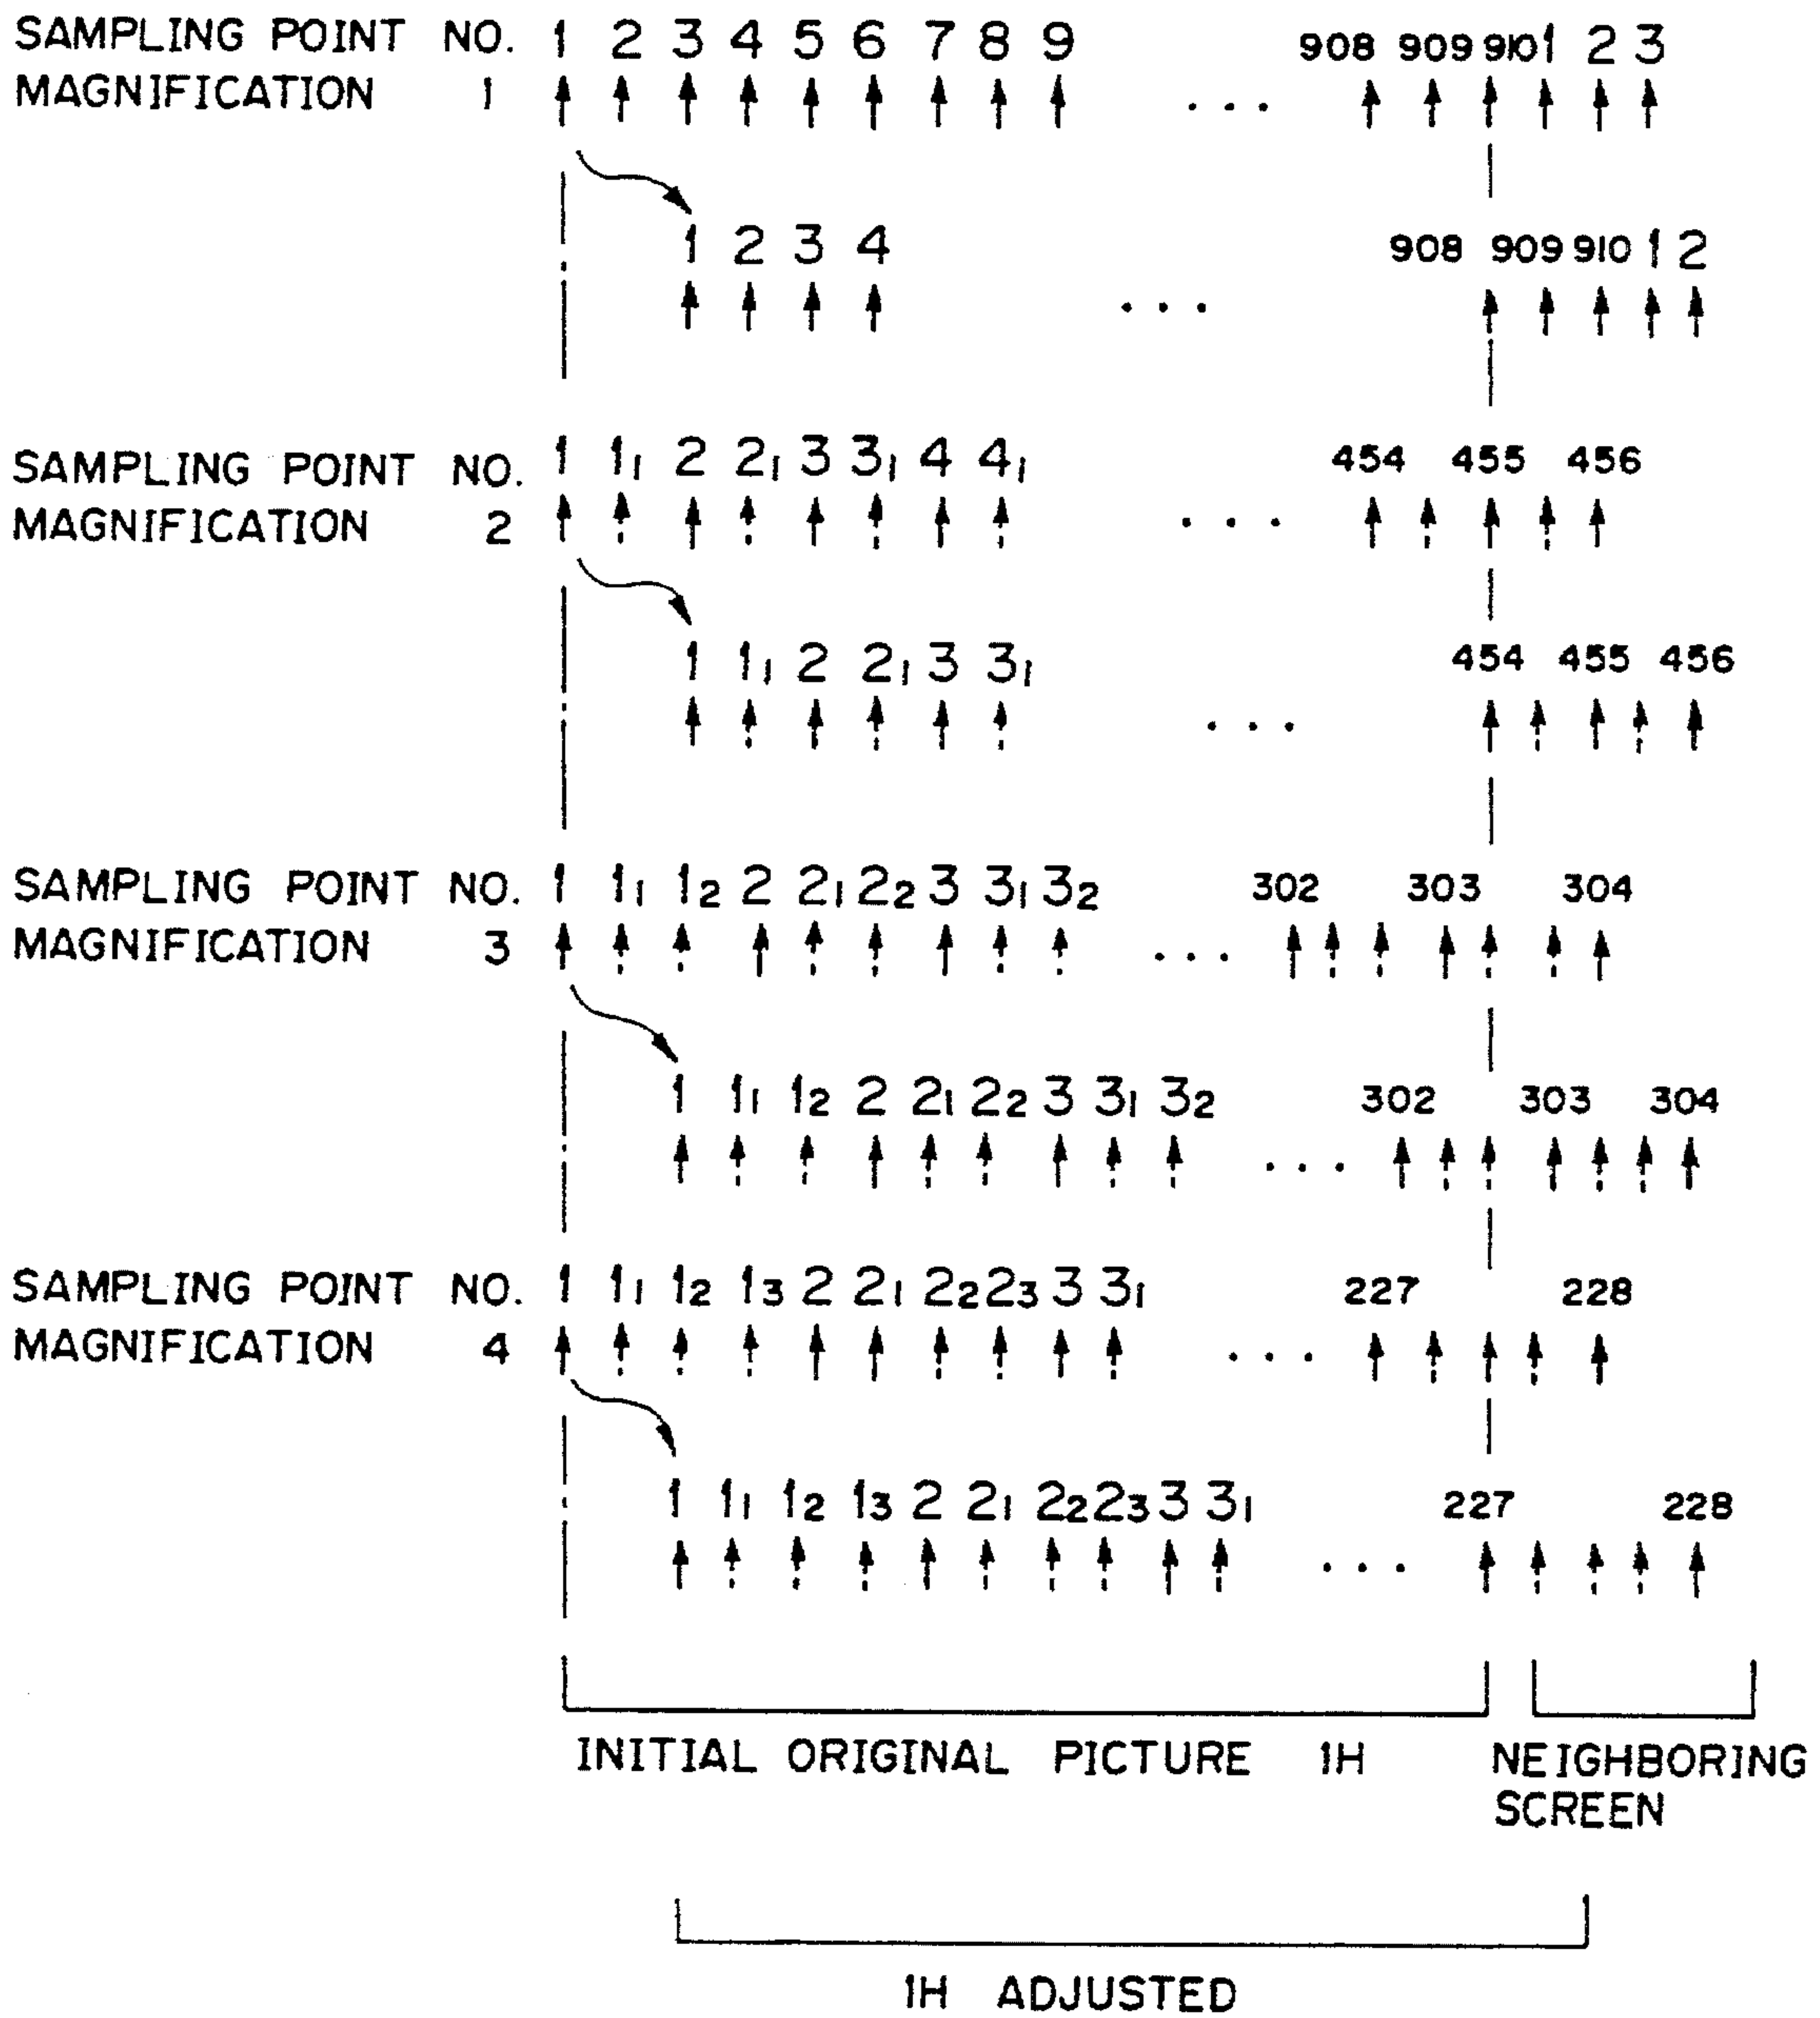 SAMPLING POINT NO. 1 2 3 4 5 6 7 8 9 908 909 910 1 2 3
MAGNIFICATION 1 . . .
1 2 3 4 908 909 910 1 2
. . .
SAMPLING POINT NO. 1 1₁ 2 2₁ 3 3₁ 4 4₁ 454 455 456
MAGNIFICATION 2 . . .
1 1₁ 2 2₁ 3 3₁ 454 455 456
. . .
SAMPLING POINT NO. 1 1₁ 1₂ 2 2₁ 2₂ 3 3₁ 3₂ 302 303 304
MAGNIFICATION 3 . . .
1 1₁ 1₂ 2 2₁ 2₂ 3 3₁ 3₂ 302 303 304
. . .
SAMPLING POINT NO. 1 1₁ 1₂ 1₃ 2 2₁ 2₂ 2₃ 3 3₁ 227 228
MAGNIFICATION 4 . . .
1 1₁ 1₂ 1₃ 2 2₁ 2₂ 2₃ 3 3₁ 227 228
. . .
INITIAL ORIGINAL PICTURE 1H
NEIGHBORING
SCREEN
1H ADJUSTED